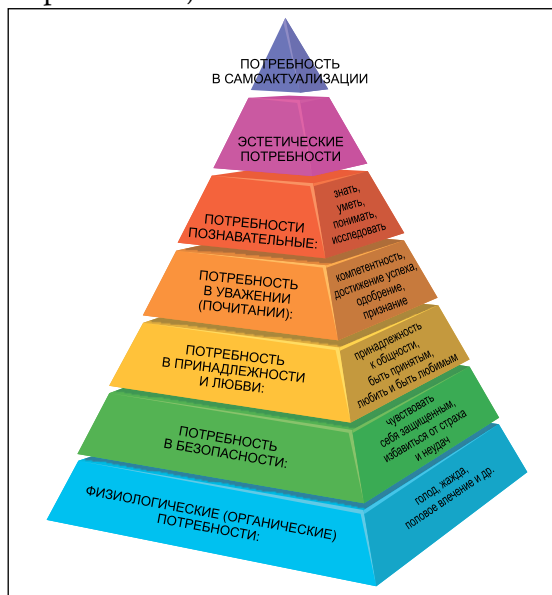 ПОТРЕБНОСТЬ
В САМОАКТУАЛИЗАЦИИ
ЭСТЕТИЧЕСКИЕ
ПОТРЕБНОСТИ
ПОТРЕБНОСТИ
ПОЗНАВАТЕЛЬНЫЕ:
знать,
уметь,
понимать,
исследовать
ПОТРЕБНОСТЬ
В УВАЖЕНИИ
(ПОЧИТАНИИ):
компетентность,
достижение успеха,
одобрение,
признание
ПОТРЕБНОСТЬ
В ПРИНАДЛЕЖНОСТИ
И ЛЮБВИ:
принадлежность
к общности,
быть принятым,
любить и быть любимым
ПОТРЕБНОСТЬ
В БЕЗОПАСНОСТИ:
чувствовать
себя защищенным,
избавиться от страха
и неудач
ФИЗИОЛОГИЧЕСКИЕ (ОРГАНИЧЕСКИЕ)
ПОТРЕБНОСТИ:
голод, жажда,
половое влечение и др.